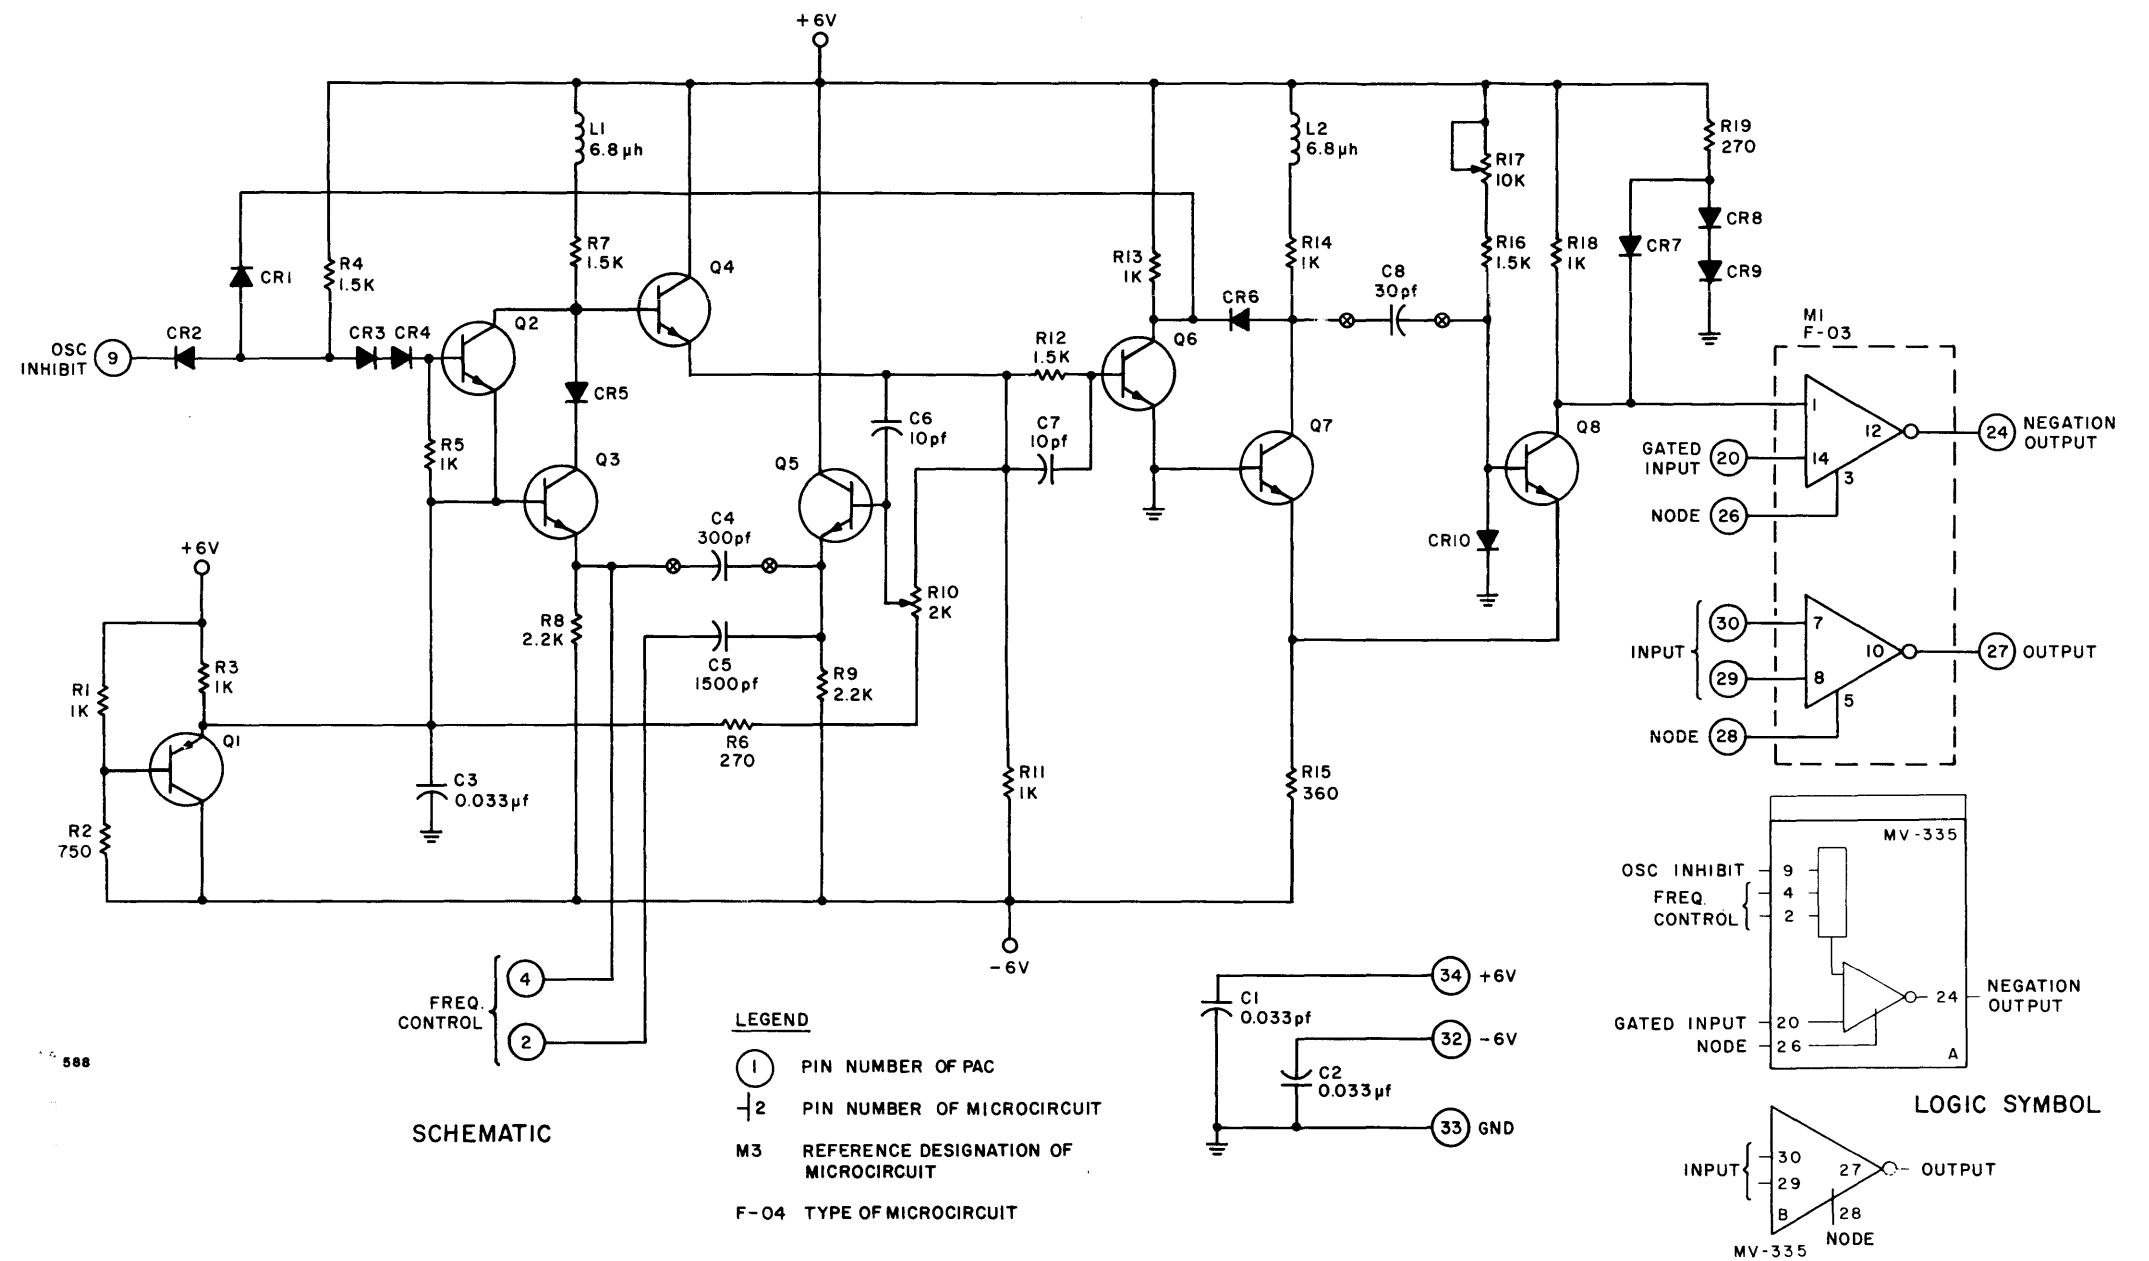 +6V
L1
6.8µh
L2
6.8µh
R19
270
R17
10K
CR8
CR1
R4
1.5K
R7
1.5K
Q4
R13
1K
R14
1K
C8
30pf
R16
1.5K
R18
1K
CR7
CR9
CR6
M1
F-03
OSC
INHIBIT
9
CR2
CR3
CR4
Q2
R12
1.5K
Q6
CR5
C6
10pf
C7
10pf
Q7
Q8
1
12
24
NEGATION
OUTPUT
GATED
INPUT
20
14
3
NODE
26
R5
1K
Q3
Q5
C4
300pf
CR10
+6V
R10
2K
R8
2.2K
C5
1500pf
R9
2.2K
INPUT
30
7
10
27
OUTPUT
29
8
5
NODE
28
R1
1K
R3
1K
Q1
R6
270
C3
0.033µf
R11
1K
R15
360
R2
750
-6V
FREQ.
CONTROL
4
2
34
+6V
C1
0.033pf
32
-6V
C2
0.033µf
33
GND
MV-335
OSC INHIBIT
9
FREQ.
CONTROL
4
2
24
NEGATION
OUTPUT
GATED INPUT
20
NODE
26
A
LOGIC SYMBOL
INPUT
30
29
27
OUTPUT
B
28
NODE
MV-335
588
SCHEMATIC
LEGEND
1
PIN NUMBER OF PAC
2
PIN NUMBER OF MICROCIRCUIT
M3
REFERENCE DESIGNATION OF
MICROCIRCUIT
F-04
TYPE OF MICROCIRCUIT